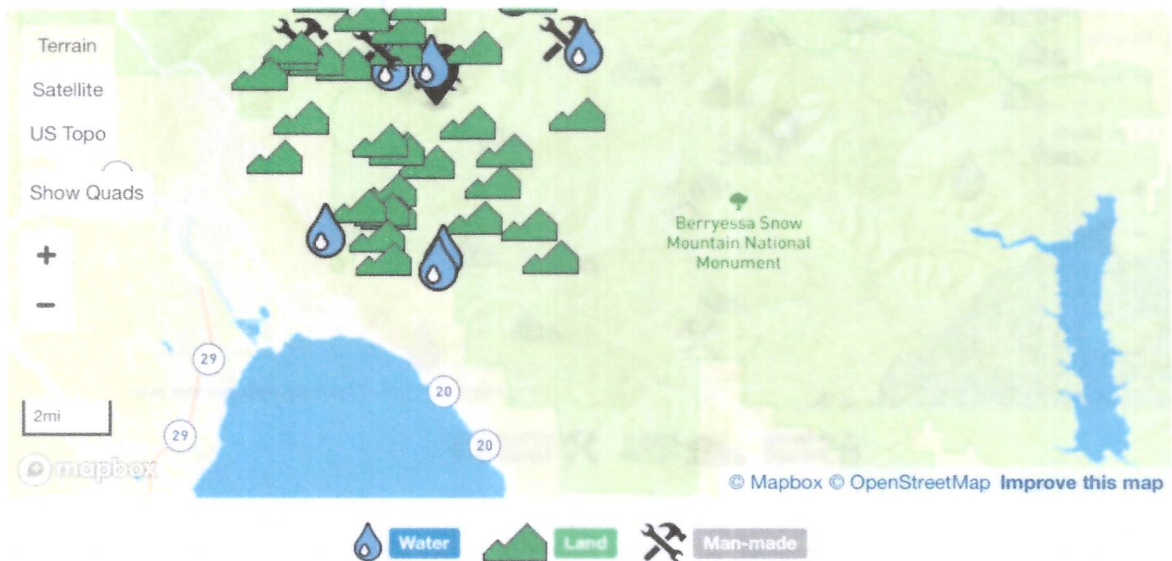 Terrain
Satellite
US Topo
Show Quads
+
−
Berryessa Snow
Mountain National
Monument
29
20
29
20
2mi
mapbox
© Mapbox © OpenStreetMap Improve this map
Water
Land
Man-made